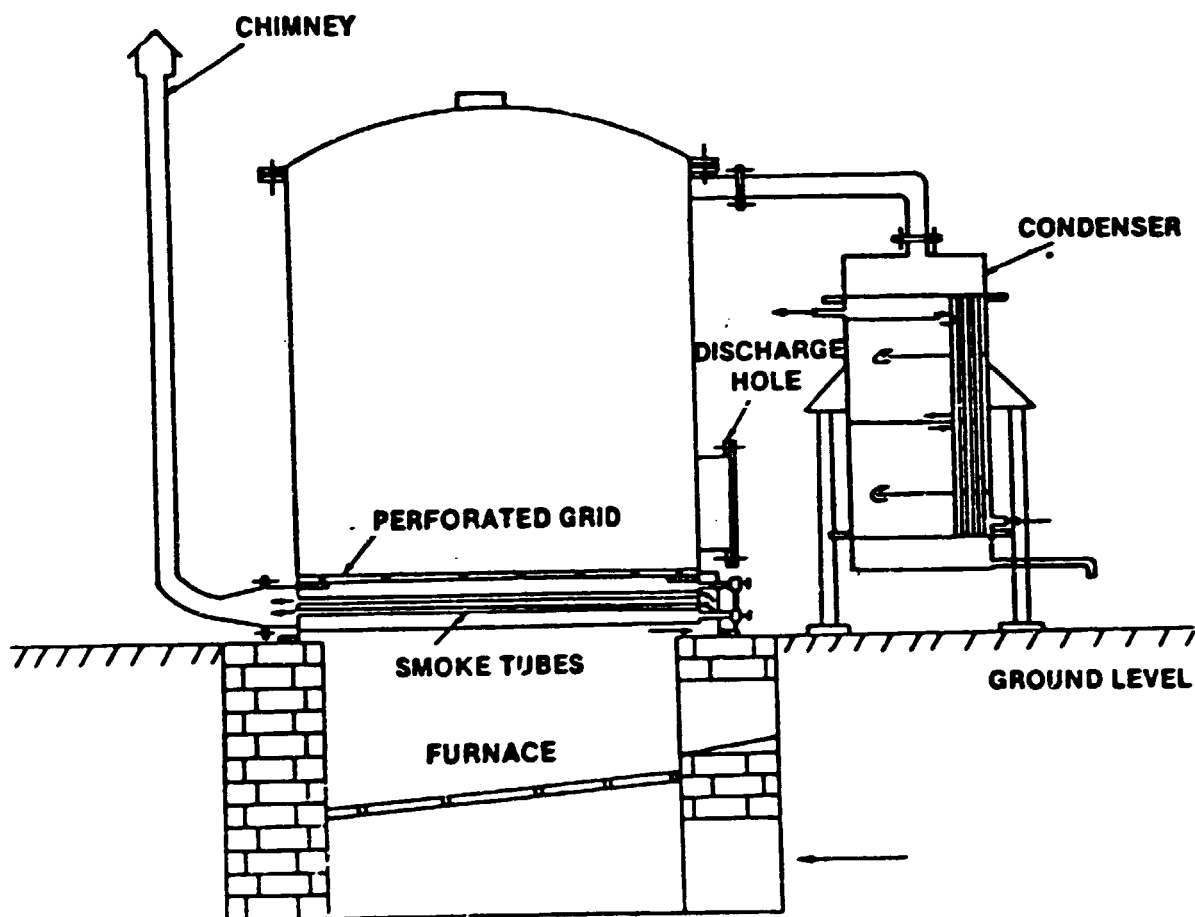 CHIMNEY
CONDENSER
DISCHARGE
HOLE
PERFORATED GRID
SMOKE TUBES
GROUND LEVEL
FURNACE